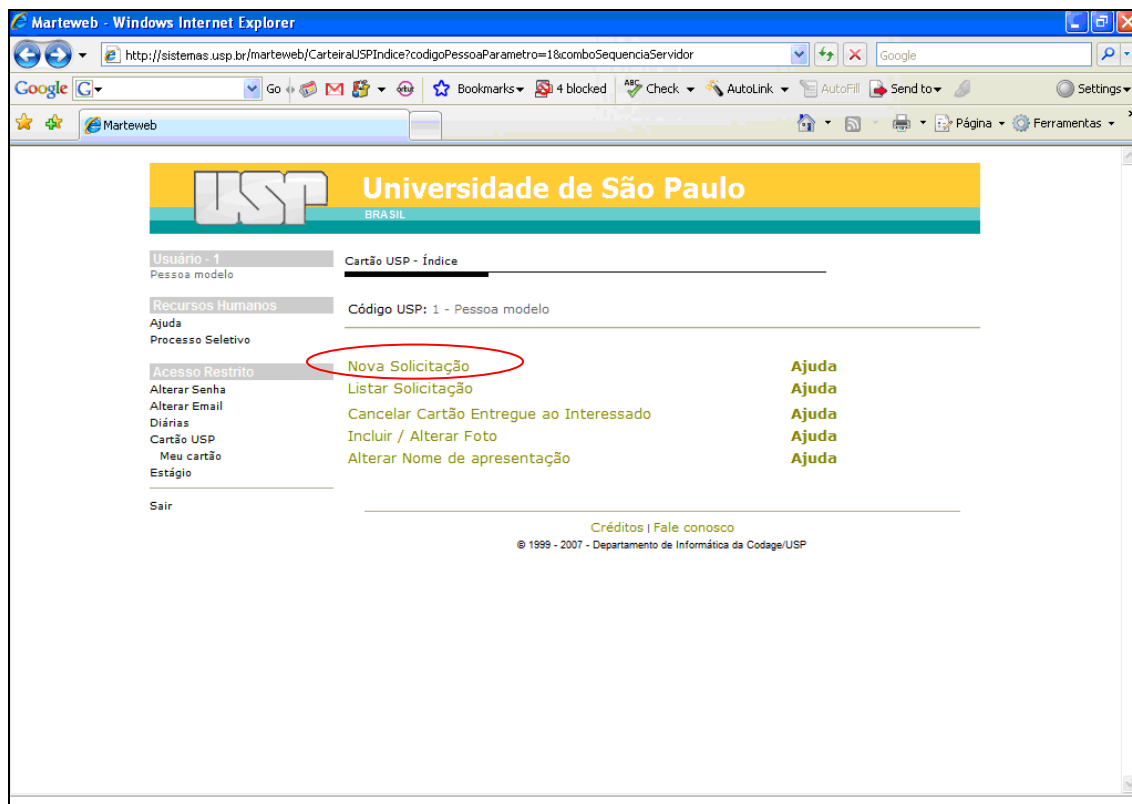 Marteweb - Windows Internet Explorer
http://sistemas.usp.br/marteweb/CarteiraUSPIndice?codigoPessoaParametro=1&comboSequenciaServidor
Google
Google G Go Bookmarks 4 blocked Check AutoLink AutoFill Send to Settings
Marteweb
Página Ferramentas
USP
Universidade de São Paulo
BRASIL
Usuário - 1
Pessoa modelo
Recursos Humanos
Ajuda
Processo Seletivo
Acesso Restrito
Alterar Senha
Alterar Email
Diárias
Cartão USP
Meu cartão
Estágio
Sair
Cartão USP - Índice
Código USP: 1 - Pessoa modelo
Nova Solicitação Ajuda
Listar Solicitação Ajuda
Cancelar Cartão Entregue ao Interessado Ajuda
Incluir / Alterar Foto Ajuda
Alterar Nome de apresentação Ajuda
Créditos | Fale conosco
© 1999 - 2007 - Departamento de Informática da Codage/USP